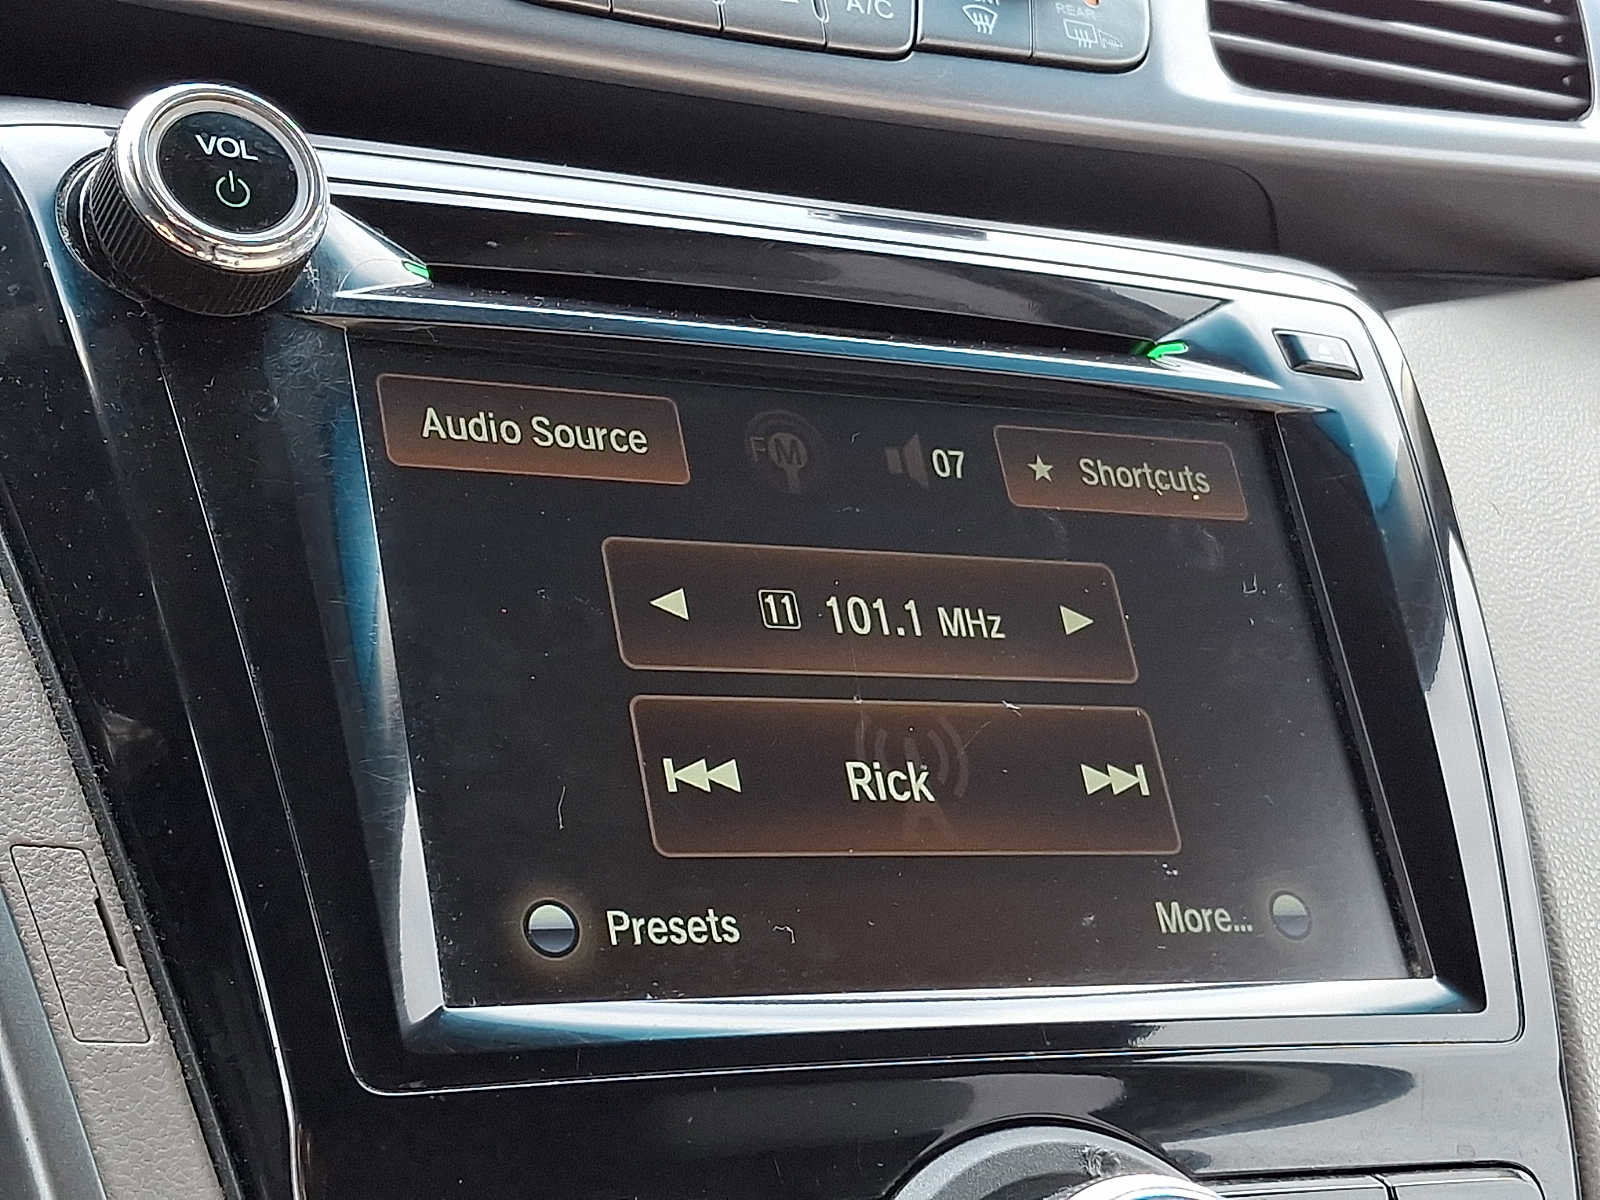 A/C
REAR
VOL
Audio Source
FM
07
★ Shortcuts
11 101.1 MHz
Rick
Presets
More...